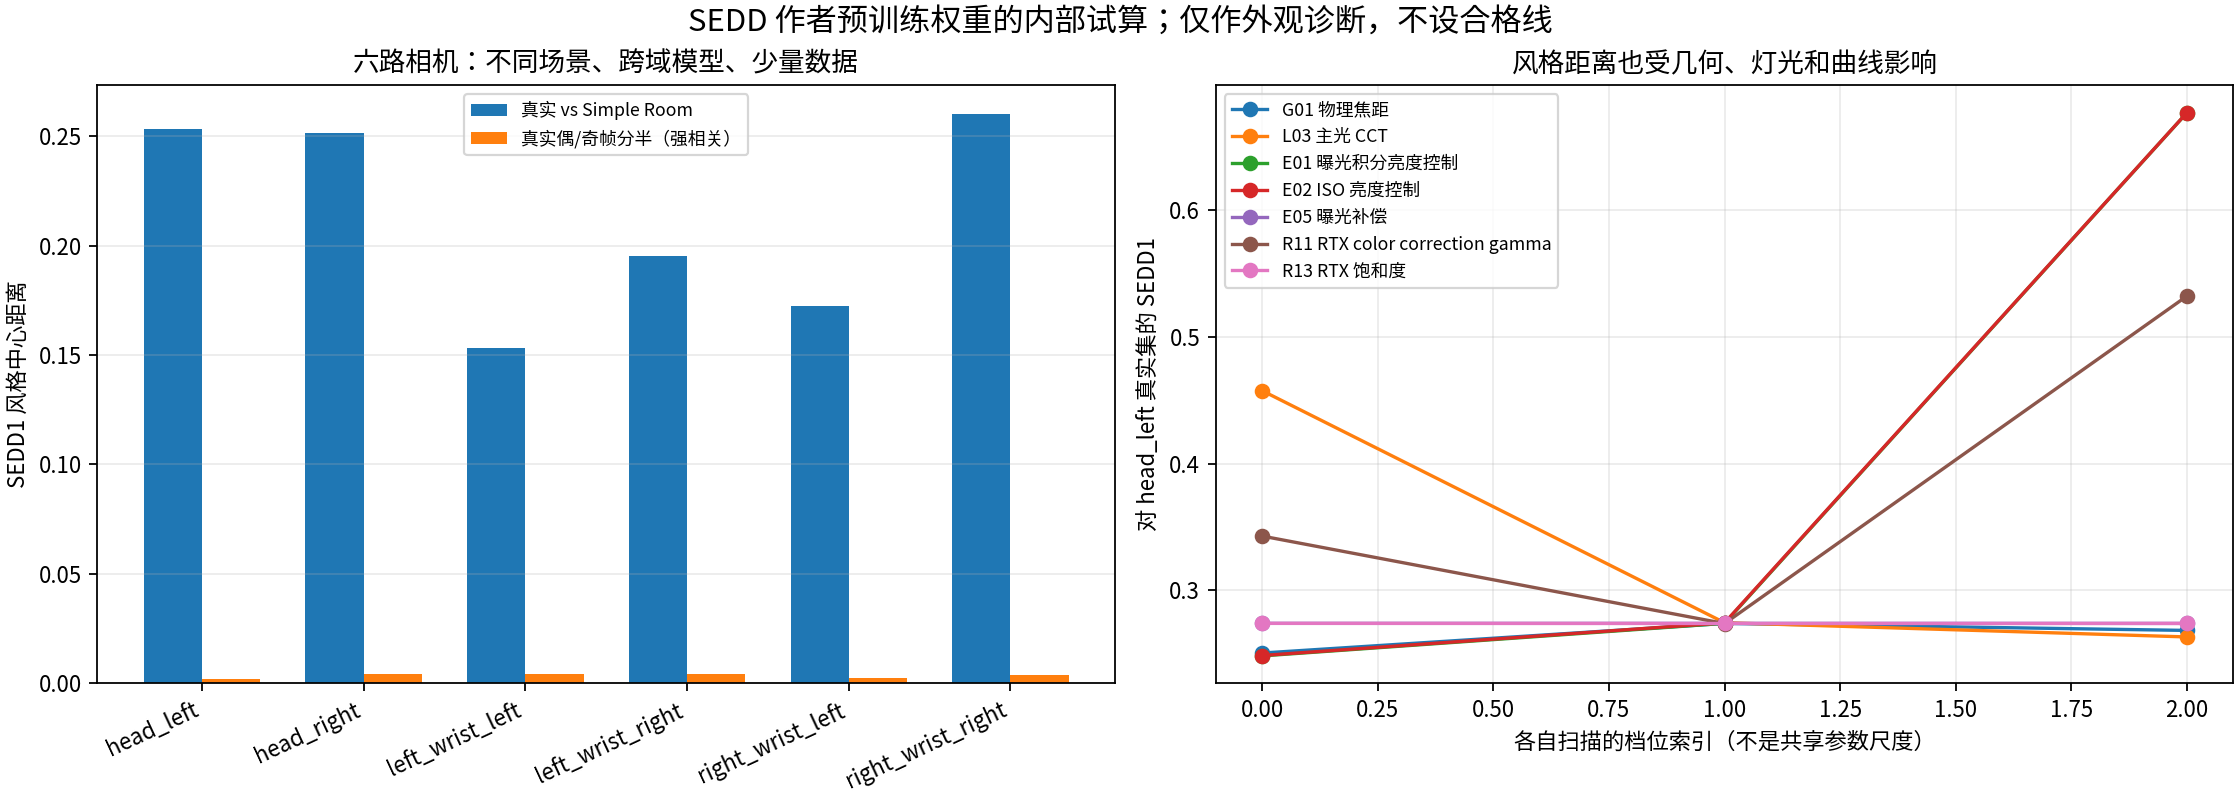 SEDD 作者预训练权重的内部试算；仅作外观诊断，不设合格线
六路相机：不同场景、跨域模型、少量数据
SEDD1 风格中心距离
0.25
0.20
0.15
0.10
0.05
0.00
真实 vs Simple Room
真实偶/奇帧分半（强相关）
head_left
head_right
left_wrist_left
left_wrist_right
right_wrist_left
right_wrist_right
风格距离也受几何、灯光和曲线影响
对 head_left 真实集的 SEDD1
0.6
0.5
0.4
0.3
G01 物理焦距
L03 主光 CCT
E01 曝光积分亮度控制
E02 ISO 亮度控制
E05 曝光补偿
R11 RTX color correction gamma
R13 RTX 饱和度
0.00
0.25
0.50
0.75
1.00
1.25
1.50
1.75
2.00
各自扫描的档位索引（不是共享参数尺度）